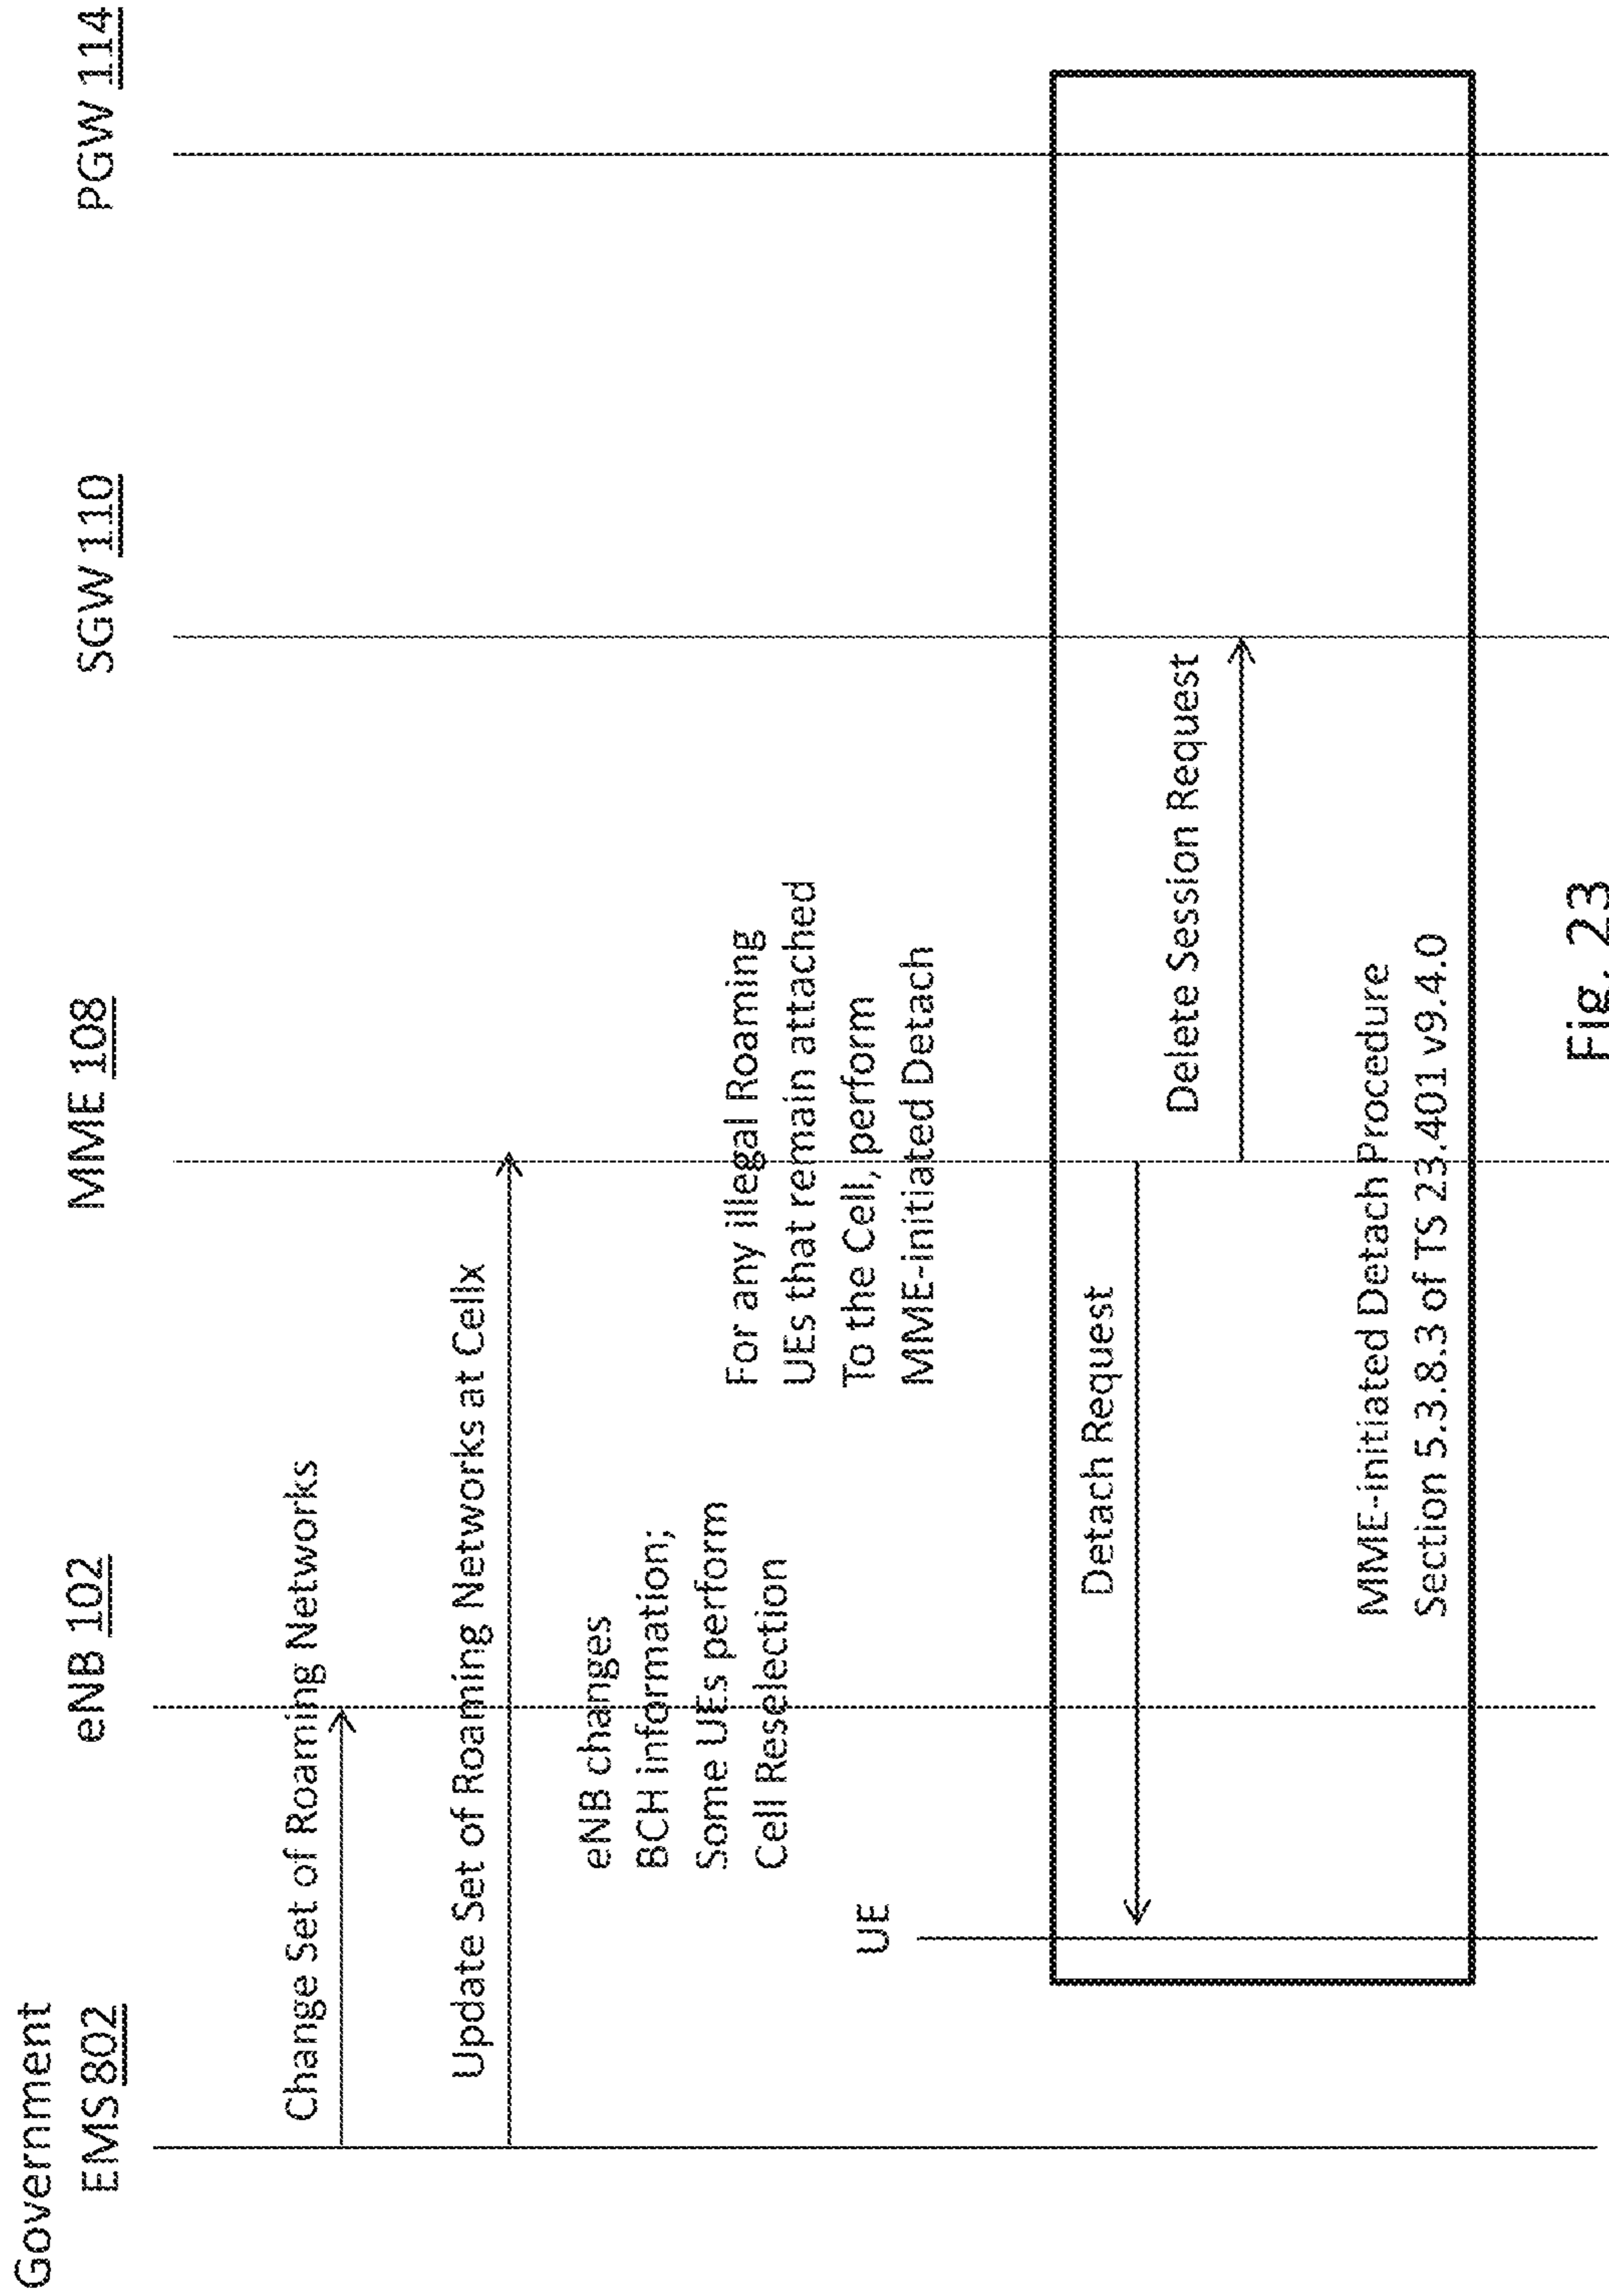 Government
EMS 802
eNB 102
MME 108
SGW 110
PGW 114
Change Set of Roaming Networks
Update Set of Roaming Networks at Cellx
eNB changes
BCH information;
Some UEs perform
Cell Reselection
For any illegal Roaming
UEs that remain attached
To the Cell, perform
MME-initiated Detach
UE
Detach Request
Delete Session Request
MME-initiated Detach Procedure
Section 5.3.8.3 of TS 23.401 v9.4.0
Fig. 23